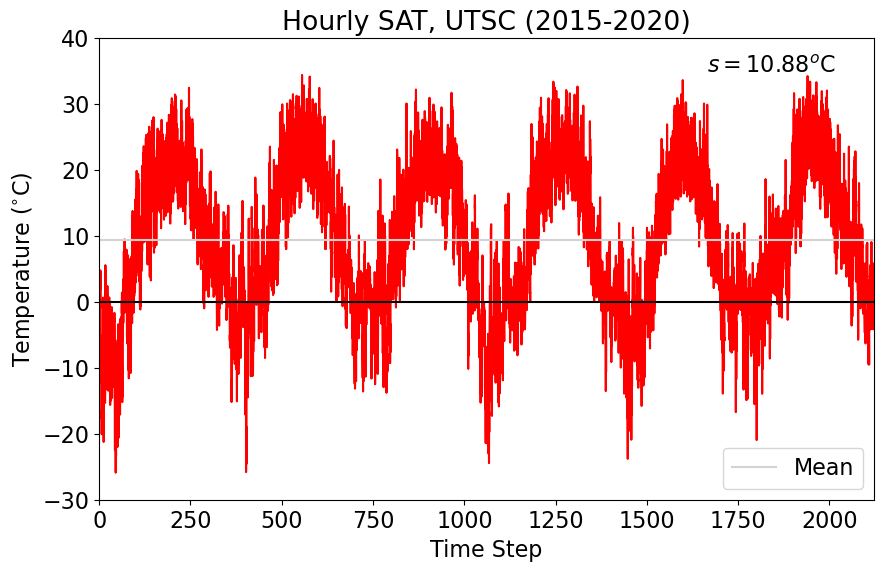 Hourly SAT, UTSC (2015-2020)
s = 10.88°C
40
30
20
10
0
−10
−20
−30
Temperature (°C)
Mean
0 250 500 750 1000 1250 1500 1750 2000
Time Step